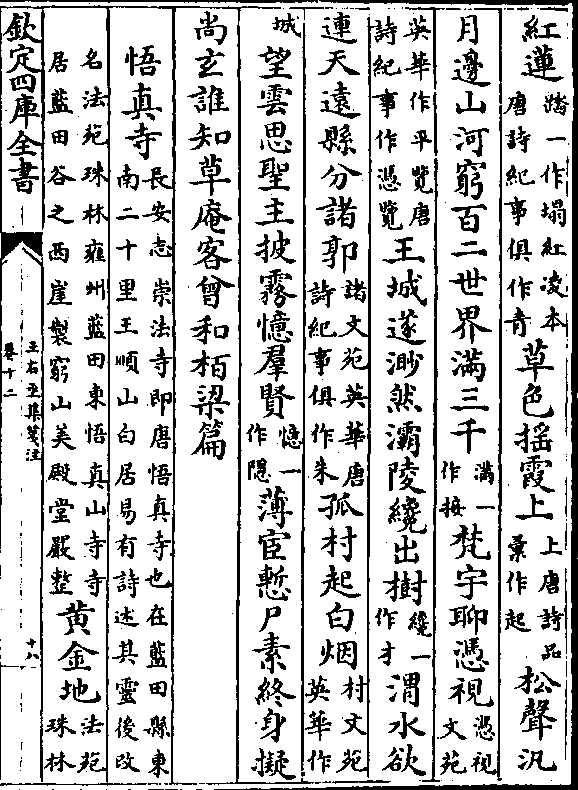 紅蓮蹋一作塌紅凌本唐詩紀事俱作青草色揺霞上上唐詩品彚作起松聲汎
月邊山河窮百二世界滿三千滿一作接梵宇聊憑視憑視文苑
英華作平覽唐詩紀事作憑覽王城遂渺然灞陵纔出樹纔一作才渭水欲
連天遠縣分諸郭諸文苑英華唐詩紀事俱作朱孤村起白烟村文苑英華作
城望雲思聖主披霧憶羣賢憶一作隠薄宦慙尸素終身擬
尚玄誰知草庵客曾和栢梁篇
悟真寺長安志崇法寺即唐悟真寺也在藍田縣東南二十里王順山白居易有詩述其靈後改
名法苑珠林雍州藍田東悟真山寺寺居藍田谷之西崖製窮山美殿堂嚴整黄金地法苑珠林
欽定四庫全書
王右丞集箋注
卷十二
十八